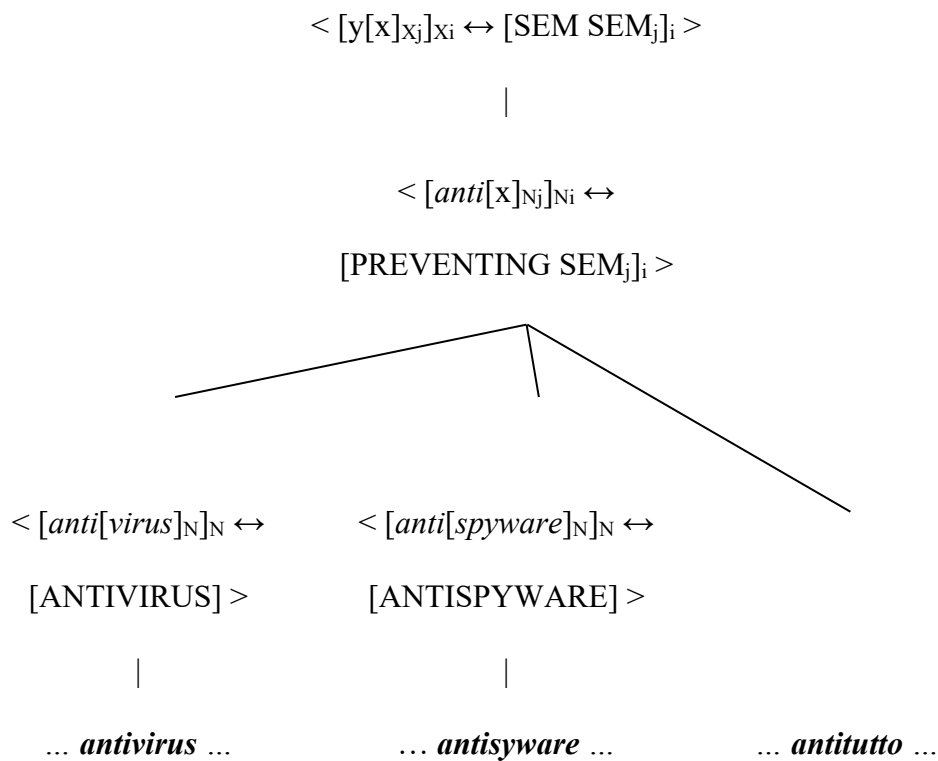 < [y[x]Xj]Xi ↔ [SEM SEMj]i >
|
< [anti[x]Nj]Ni ↔
[PREVENTING SEMj]i >
< [anti[virus]N]N ↔ < [anti[spyware]N]N ↔
[ANTIVIRUS] > [ANTISPYWARE] >
| |
... antivirus ... … antisyware ... ... antitutto ...